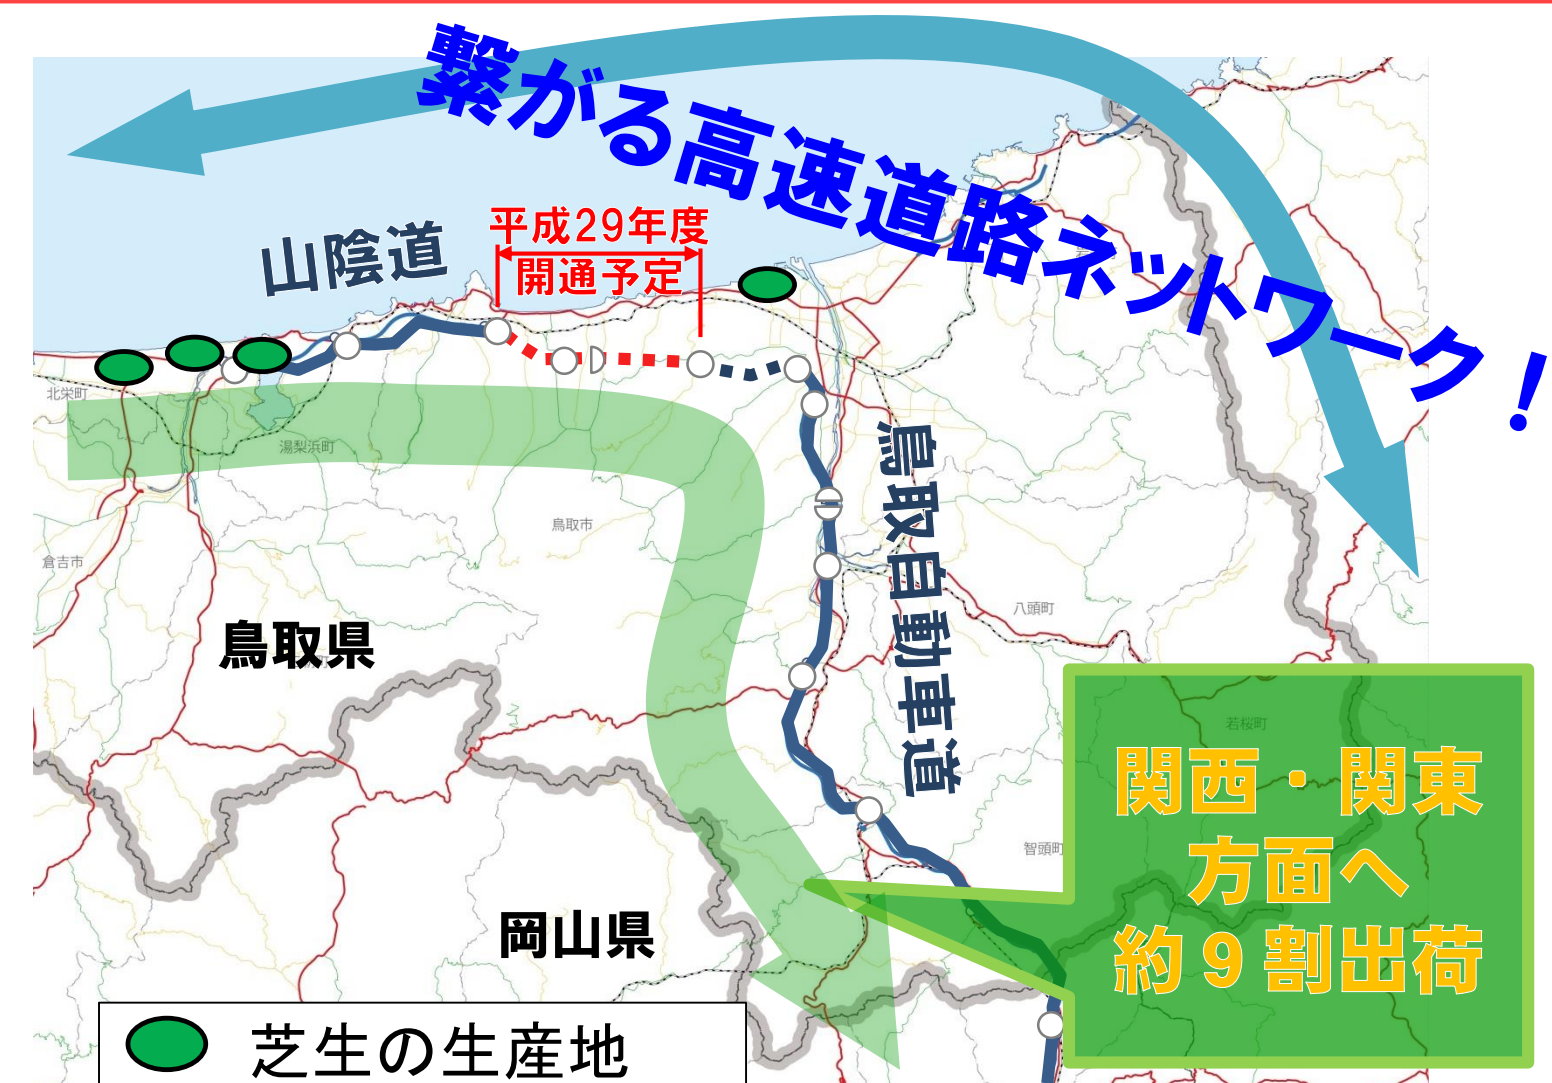 繋がる高速道路ネットワーク！
平成29年度
開通予定
山陰道
北栄町
湯梨浜町
鳥取市
倉吉市
鳥取自動車道
八頭町
鳥取県
若桜町
関西・関東
方面へ
約9割出荷
智頭町
岡山県
芝生の生産地